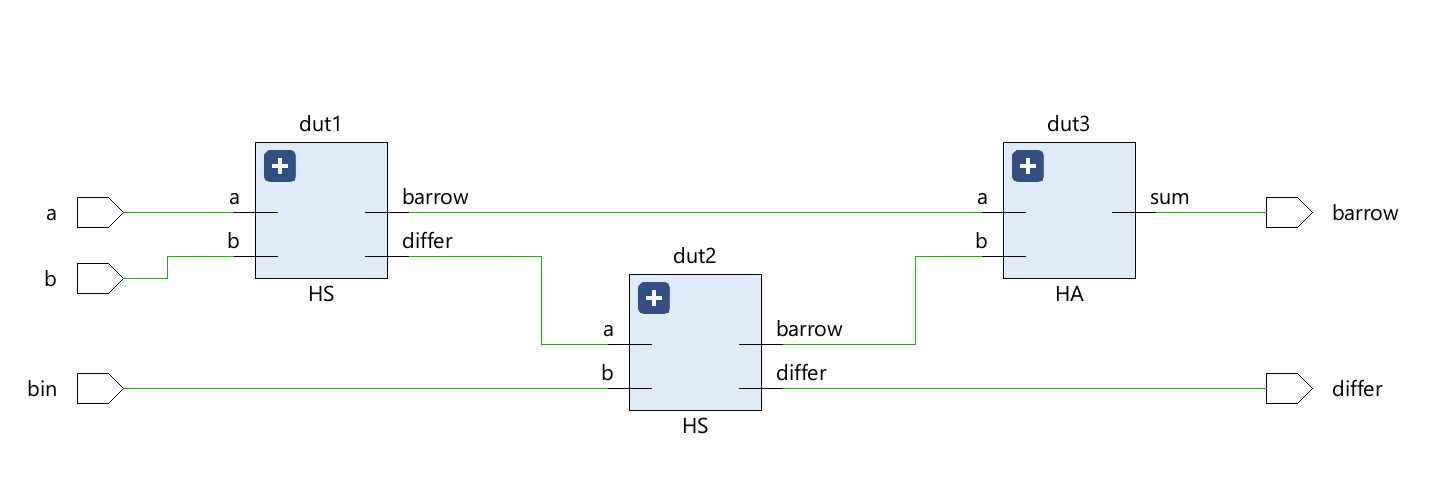 dut1
dut3
a
a
barrow
a
sum
barrow
b
differ
b
b
dut2
HS
HA
a
barrow
b
differ
bin
differ
HS